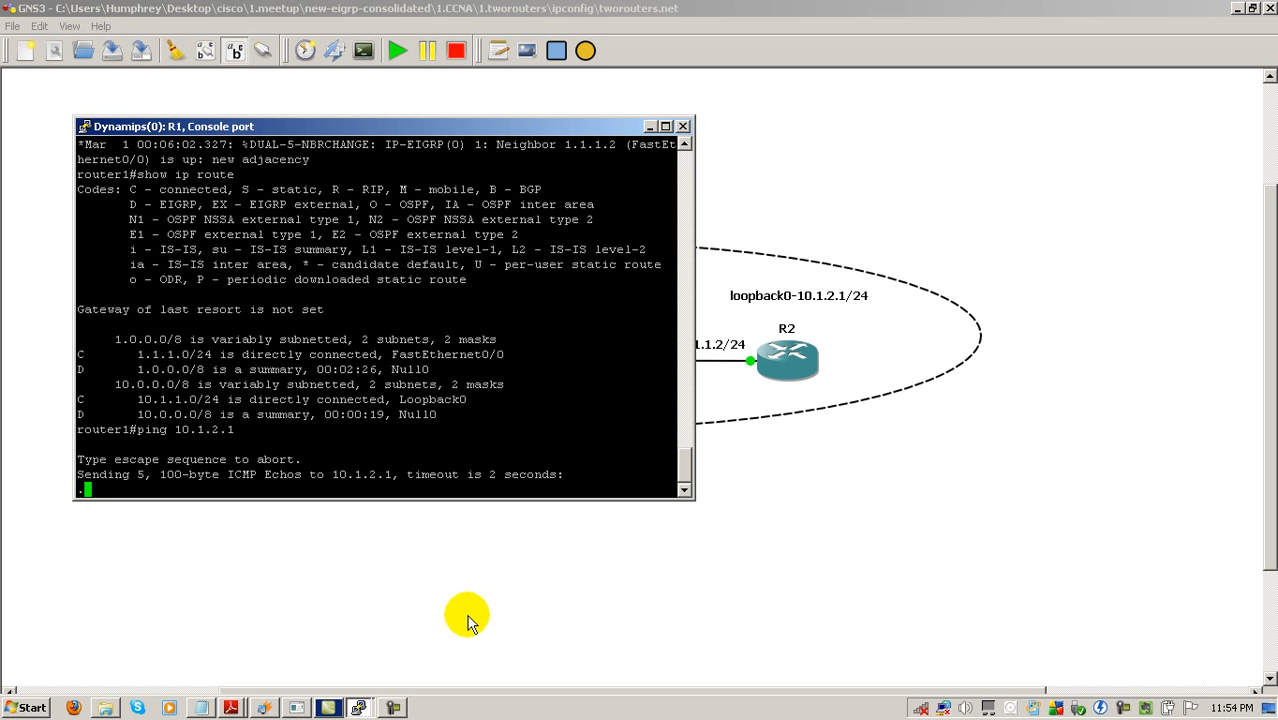 GNS3 - C:\Users\Humphrey\Desktop\cisco\1.meetup\new-eigrp-consolidated\1.CCNA\1.tworouters\ipconfig\tworouters.net
File Edit View Help
Dynamips(0): R1, Console port
*Mar  1 00:06:02.327: %DUAL-5-NBRCHANGE: IP-EIGRP(0) 1: Neighbor 1.1.1.2 (FastEt
hernet0/0) is up: new adjacency
router1#show ip route
Codes: C - connected, S - static, R - RIP, M - mobile, B - BGP
D - EIGRP, EX - EIGRP external, O - OSPF, IA - OSPF inter area
N1 - OSPF NSSA external type 1, N2 - OSPF NSSA external type 2
E1 - OSPF external type 1, E2 - OSPF external type 2
i - IS-IS, su - IS-IS summary, L1 - IS-IS level-1, L2 - IS-IS level-2
ia - IS-IS inter area, * - candidate default, U - per-user static route
o - ODR, P - periodic downloaded static route
Gateway of last resort is not set
1.0.0.0/8 is variably subnetted, 2 subnets, 2 masks
C 1.1.1.0/24 is directly connected, FastEthernet0/0
D 1.0.0.0/8 is a summary, 00:02:26, Null0
10.0.0.0/8 is variably subnetted, 2 subnets, 2 masks
C 10.1.1.0/24 is directly connected, Loopback0
D 10.0.0.0/8 is a summary, 00:00:19, Null0
router1#ping 10.1.2.1
Type escape sequence to abort.
Sending 5, 100-byte ICMP Echos to 10.1.2.1, timeout is 2 seconds:
.
loopback0-10.1.2.1/24
R2
1.1.2/24
Start
11:54 PM